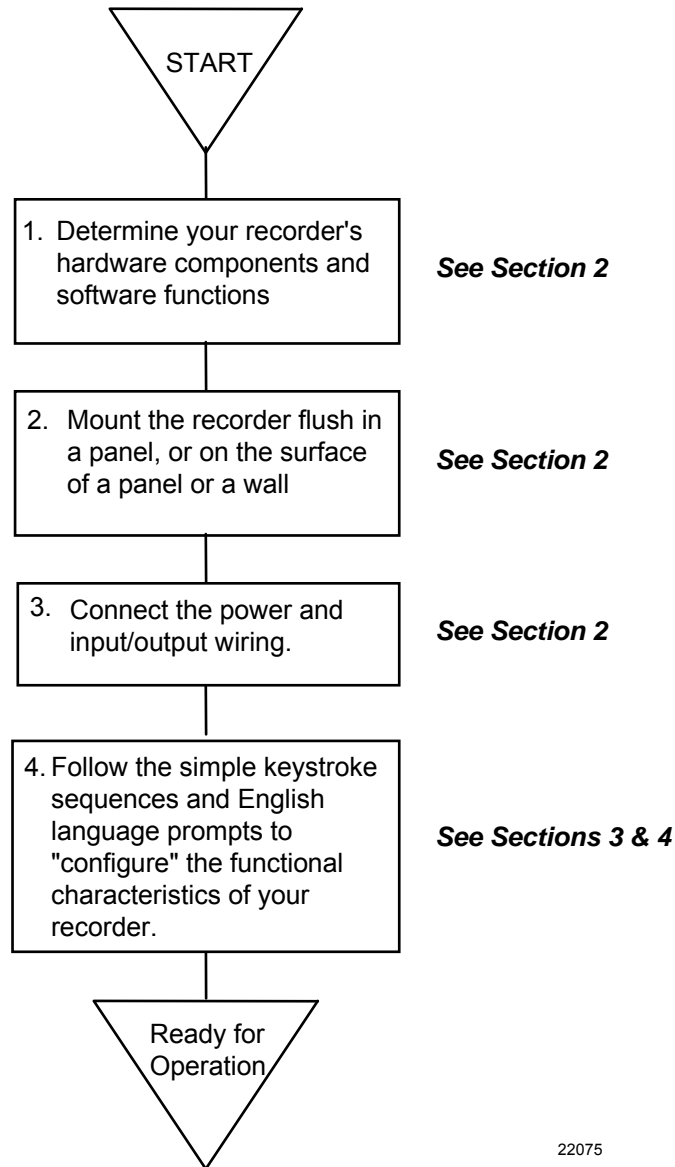 START
1. Determine your recorder's
hardware components and
software functions
See Section 2
2. Mount the recorder flush in
a panel, or on the surface
of a panel or a wall
See Section 2
3. Connect the power and
input/output wiring.
See Section 2
4. Follow the simple keystroke
sequences and English
language prompts to
"configure" the functional
characteristics of your
recorder.
See Sections 3 & 4
Ready for
Operation
22075